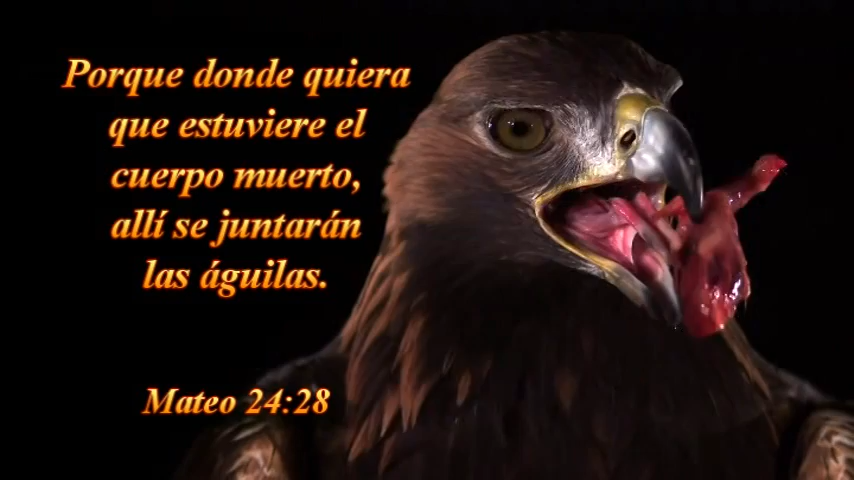 Porque donde quiera
que estuviere el
cuerpo muerto,
allí se juntarán
las águilas.
Mateo 24:28